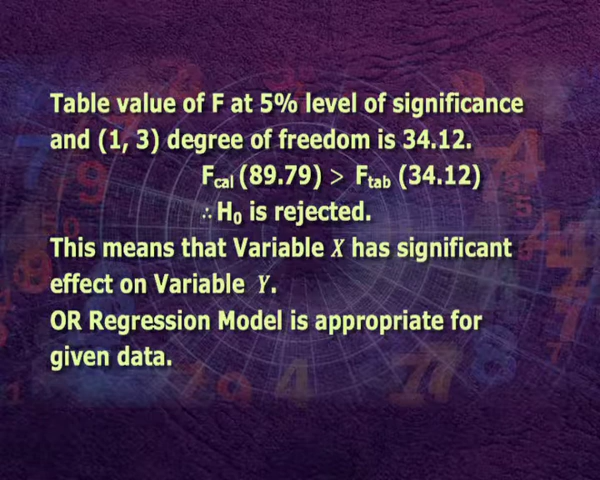 Table value of F at 5% level of significance
and (1, 3) degree of freedom is 34.12.
Fcal (89.79) > Ftab (34.12)
∴ H0 is rejected.
This means that Variable X has significant
effect on Variable Y.
OR Regression Model is appropriate for
given data.